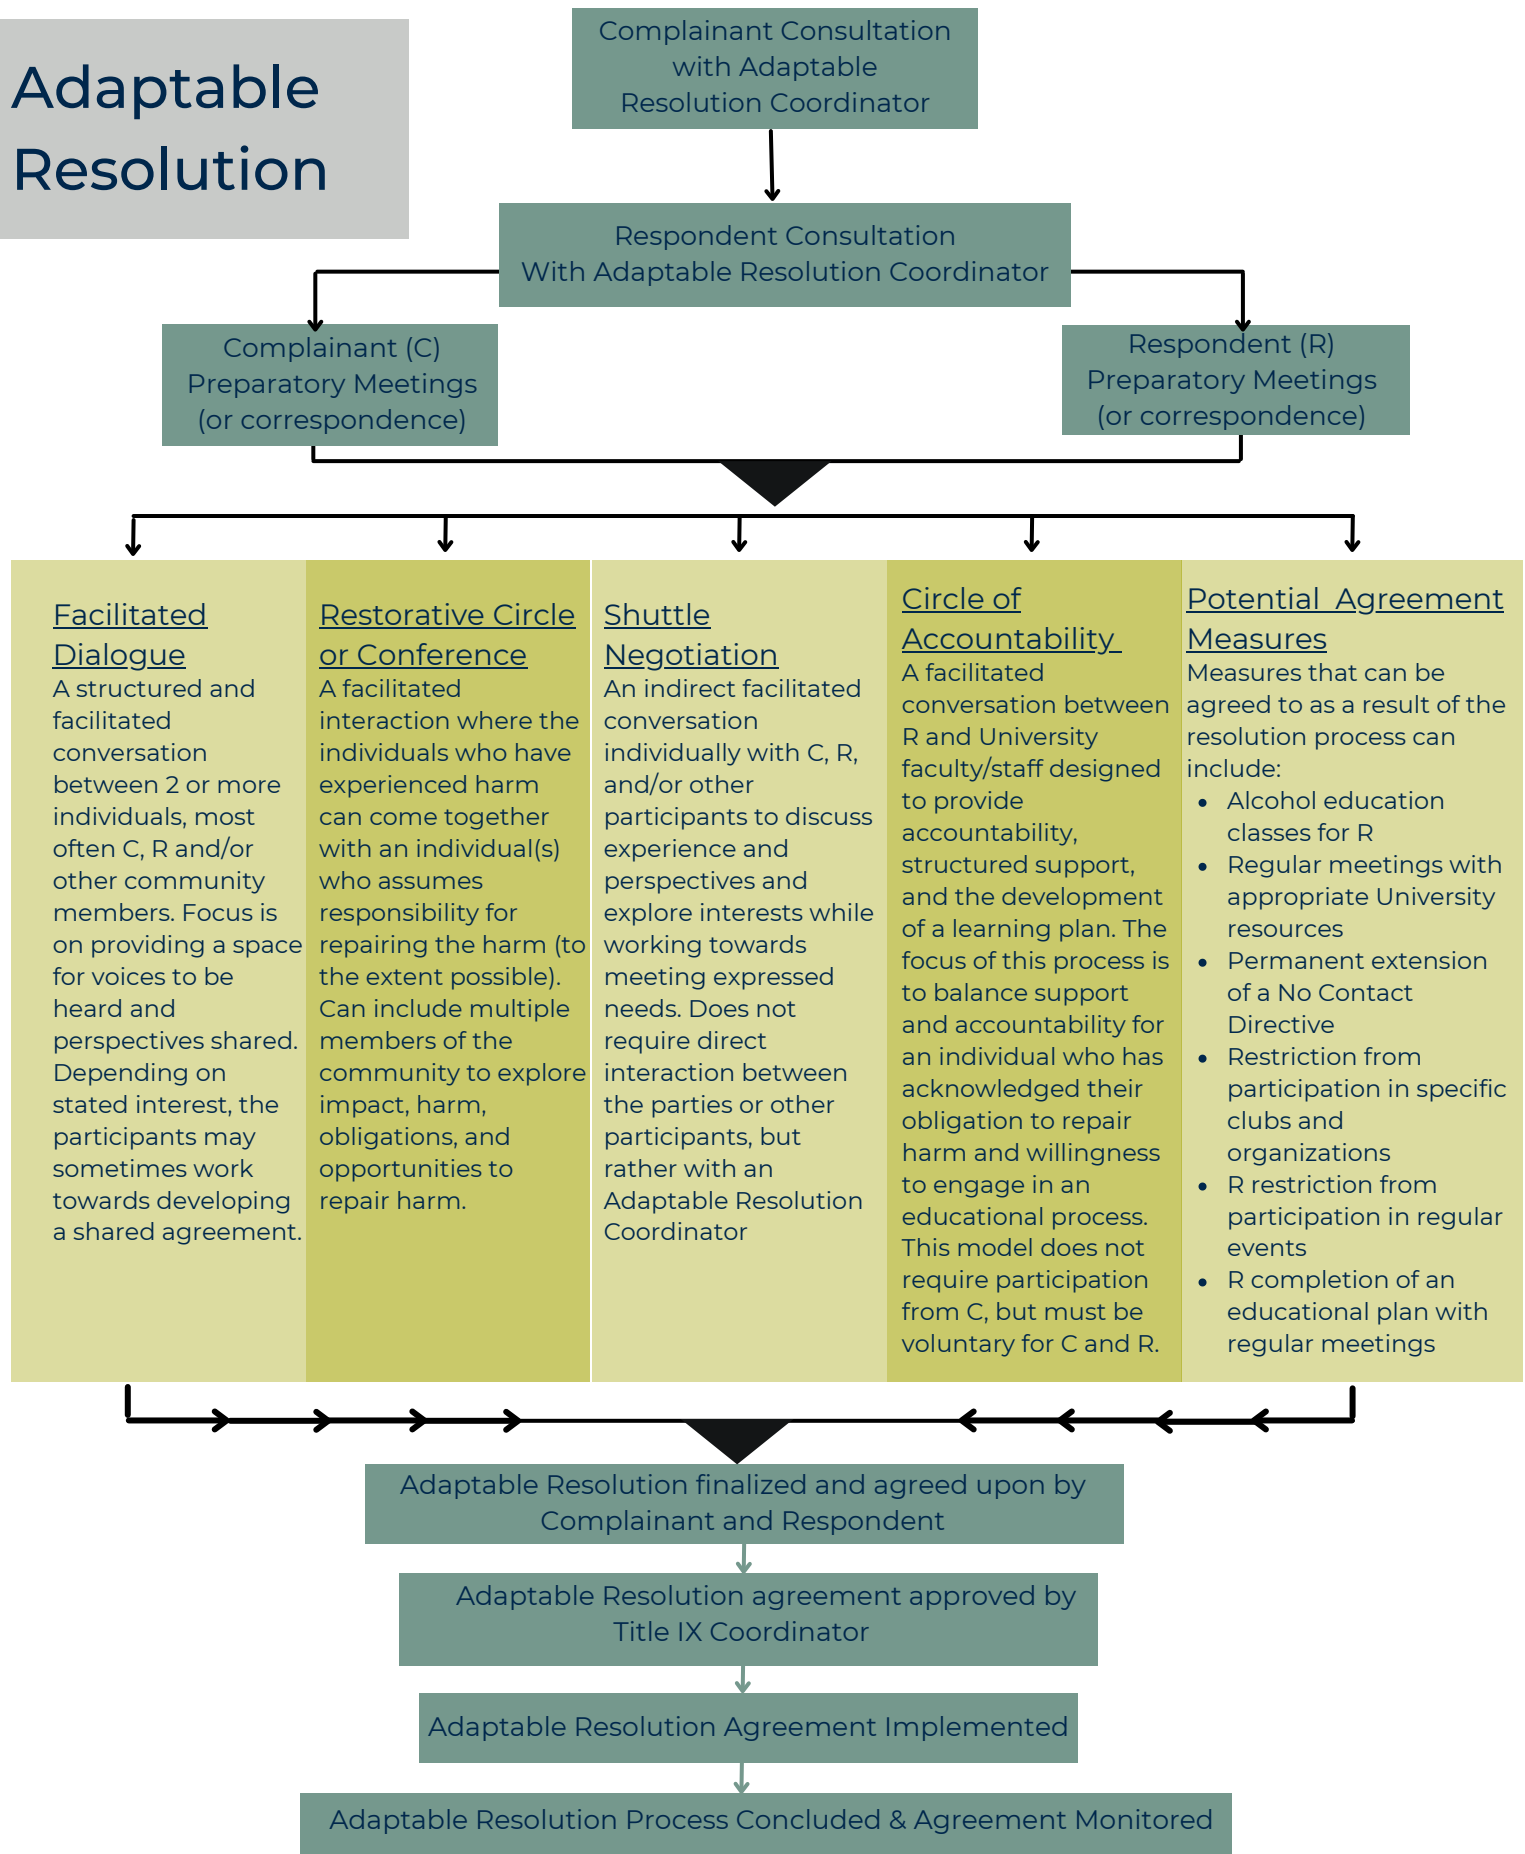 Adaptable
Resolution
Complainant Consultation
with Adaptable
Resolution Coordinator
Respondent Consultation
With Adaptable Resolution Coordinator
Complainant (C)
Preparatory Meetings
(or correspondence)
Respondent (R)
Preparatory Meetings
(or correspondence)
Facilitated
Dialogue
A structured and
facilitated
conversation
between 2 or more
individuals, most
often C, R and/or
other community
members. Focus is
on providing a space
for voices to be
heard and
perspectives shared.
Depending on
stated interest, the
participants may
sometimes work
towards developing
a shared agreement.
Restorative Circle
or Conference
A facilitated
interaction where the
individuals who have
experienced harm
can come together
with an individual(s)
who assumes
responsibility for
repairing the harm (to
the extent possible).
Can include multiple
members of the
community to explore
impact, harm,
obligations, and
opportunities to
repair harm.
Shuttle
Negotiation
An indirect facilitated
conversation
individually with C, R,
and/or other
participants to discuss
experience and
perspectives and
explore interests while
working towards
meeting expressed
needs. Does not
require direct
interaction between
the parties or other
participants, but
rather with an
Adaptable Resolution
Coordinator
Circle of
Accountability
A facilitated
conversation between
R and University
faculty/staff designed
to provide
accountability,
structured support,
and the development
of a learning plan. The
focus of this process is
to balance support
and accountability for
an individual who has
acknowledged their
obligation to repair
harm and willingness
to engage in an
educational process.
This model does not
require participation
from C, but must be
voluntary for C and R.
Potential Agreement
Measures
Measures that can be
agreed to as a result of the
resolution process can
include:
• Alcohol education
classes for R
• Regular meetings with
appropriate University
resources
• Permanent extension
of a No Contact
Directive
• Restriction from
participation in specific
clubs and
organizations
• R restriction from
participation in regular
events
• R completion of an
educational plan with
regular meetings
Adaptable Resolution finalized and agreed upon by
Complainant and Respondent
Adaptable Resolution agreement approved by
Title IX Coordinator
Adaptable Resolution Agreement Implemented
Adaptable Resolution Process Concluded & Agreement Monitored